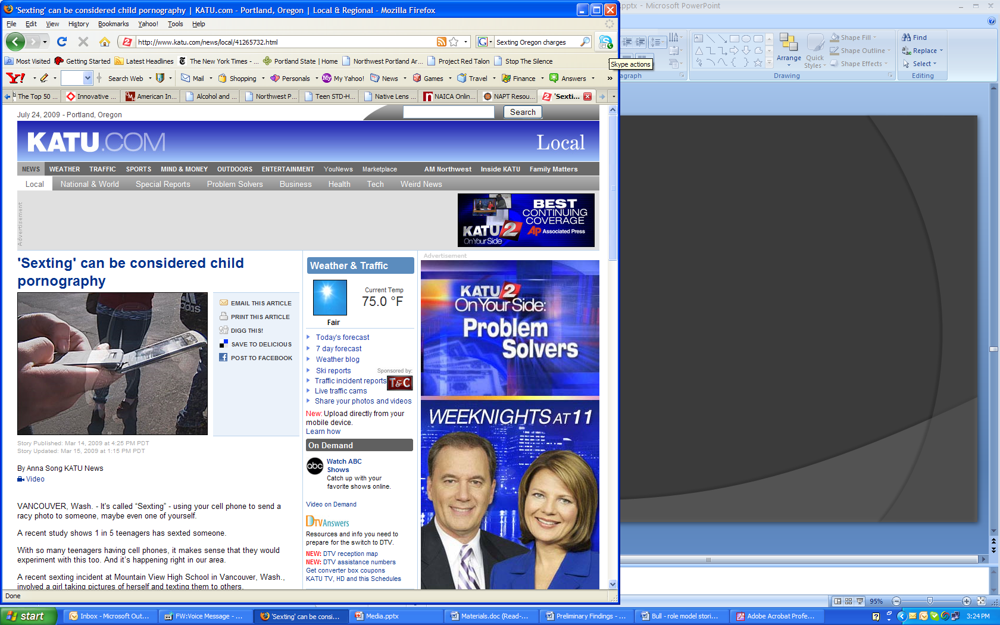 'Sexting' can be considered child pornography | KATU.com - Portland, Oregon | Local & Regional - Mozilla Firefox
File Edit View History Bookmarks Yahoo! Tools Help
http://www.katu.com/news/local/41265732.html
Sexting Oregon charges
Most Visited Getting Started Latest Headlines The New York Times - ... Portland State | Home Northwest Portland Ar... Project Red Talon Stop The Silence
Y! Search Web Mail Shopping Personals My Yahoo! News Games Travel Finance Answers »
The Top 50 ... Innovative ... American In... Alcohol and ... Northwest P... Teen STD-H... Native Lens ... NAICA Onlin... NAPT Resou... 'Sexti...
July 24, 2009 - Portland, Oregon
Search
KATU.COM
Local
NEWS WEATHER TRAFFIC SPORTS MIND & MONEY OUTDOORS ENTERTAINMENT YouNews Marketplace AM Northwest Inside KATU Family Matters
Local National & World Special Reports Problem Solvers Business Health Tech Weird News
Advertisement
BEST
CONTINUING
COVERAGE
KATU 2
On Your Side
AP Associated Press
'Sexting' can be considered child
pornography
adidas
EMAIL THIS ARTICLE
PRINT THIS ARTICLE
DIGG THIS!
SAVE TO DELICIOUS
POST TO FACEBOOK
Story Published: Mar 14, 2009 at 4:25 PM PDT
Story Updated: Mar 15, 2009 at 1:15 PM PDT
By Anna Song KATU News
Video
VANCOUVER, Wash. - It's called “Sexting” - using your cell phone to send a
racy photo to someone, maybe even one of yourself.
A recent study shows 1 in 5 teenagers has sexted someone.
With so many teenagers having cell phones, it makes sense that they would
experiment with this too. And it’s happening right in our area.
A recent sexting incident at Mountain View High School in Vancouver, Wash.,
involved a girl taking pictures of herself and texting them to others.
Weather & Traffic
Current Temp
75.0 °F
Fair
Today's forecast
7 day forecast
Weather blog
Ski reports
Sponsored by:
Traffic incident reports
T&C
Live traffic cams
Share your photos and videos
New: Upload directly from your
mobile device.
Learn how
On Demand
abc
Watch ABC
Shows
Catch up with your
favorite shows online.
Video on Demand
DTVAnswers
Resources and info you need to
prepare for the switch to DTV.
NEW: DTV reception map
NEW: DTV assistance numbers
Get converter box coupons
KATU TV, HD and this Schedules
Advertisement
KATU 2
On Your Side:
Problem
Solvers
WEEKNIGHTS AT 11
Done
pptx - Microsoft PowerPoint
Skype actions
Arrange
Quick
Styles
Shape Fill
Shape Outline
Shape Effects
Find
Replace
Select
agraph
Drawing
Editing
95%
start
Inbox - Microsoft Out... FW:Voice Message - ... 'Sexting' can be consi... Media.pptx Materials.doc (Read-... Preliminary Findings - ... Bull - role model stori... Adobe Acrobat Profe... 3:24 PM